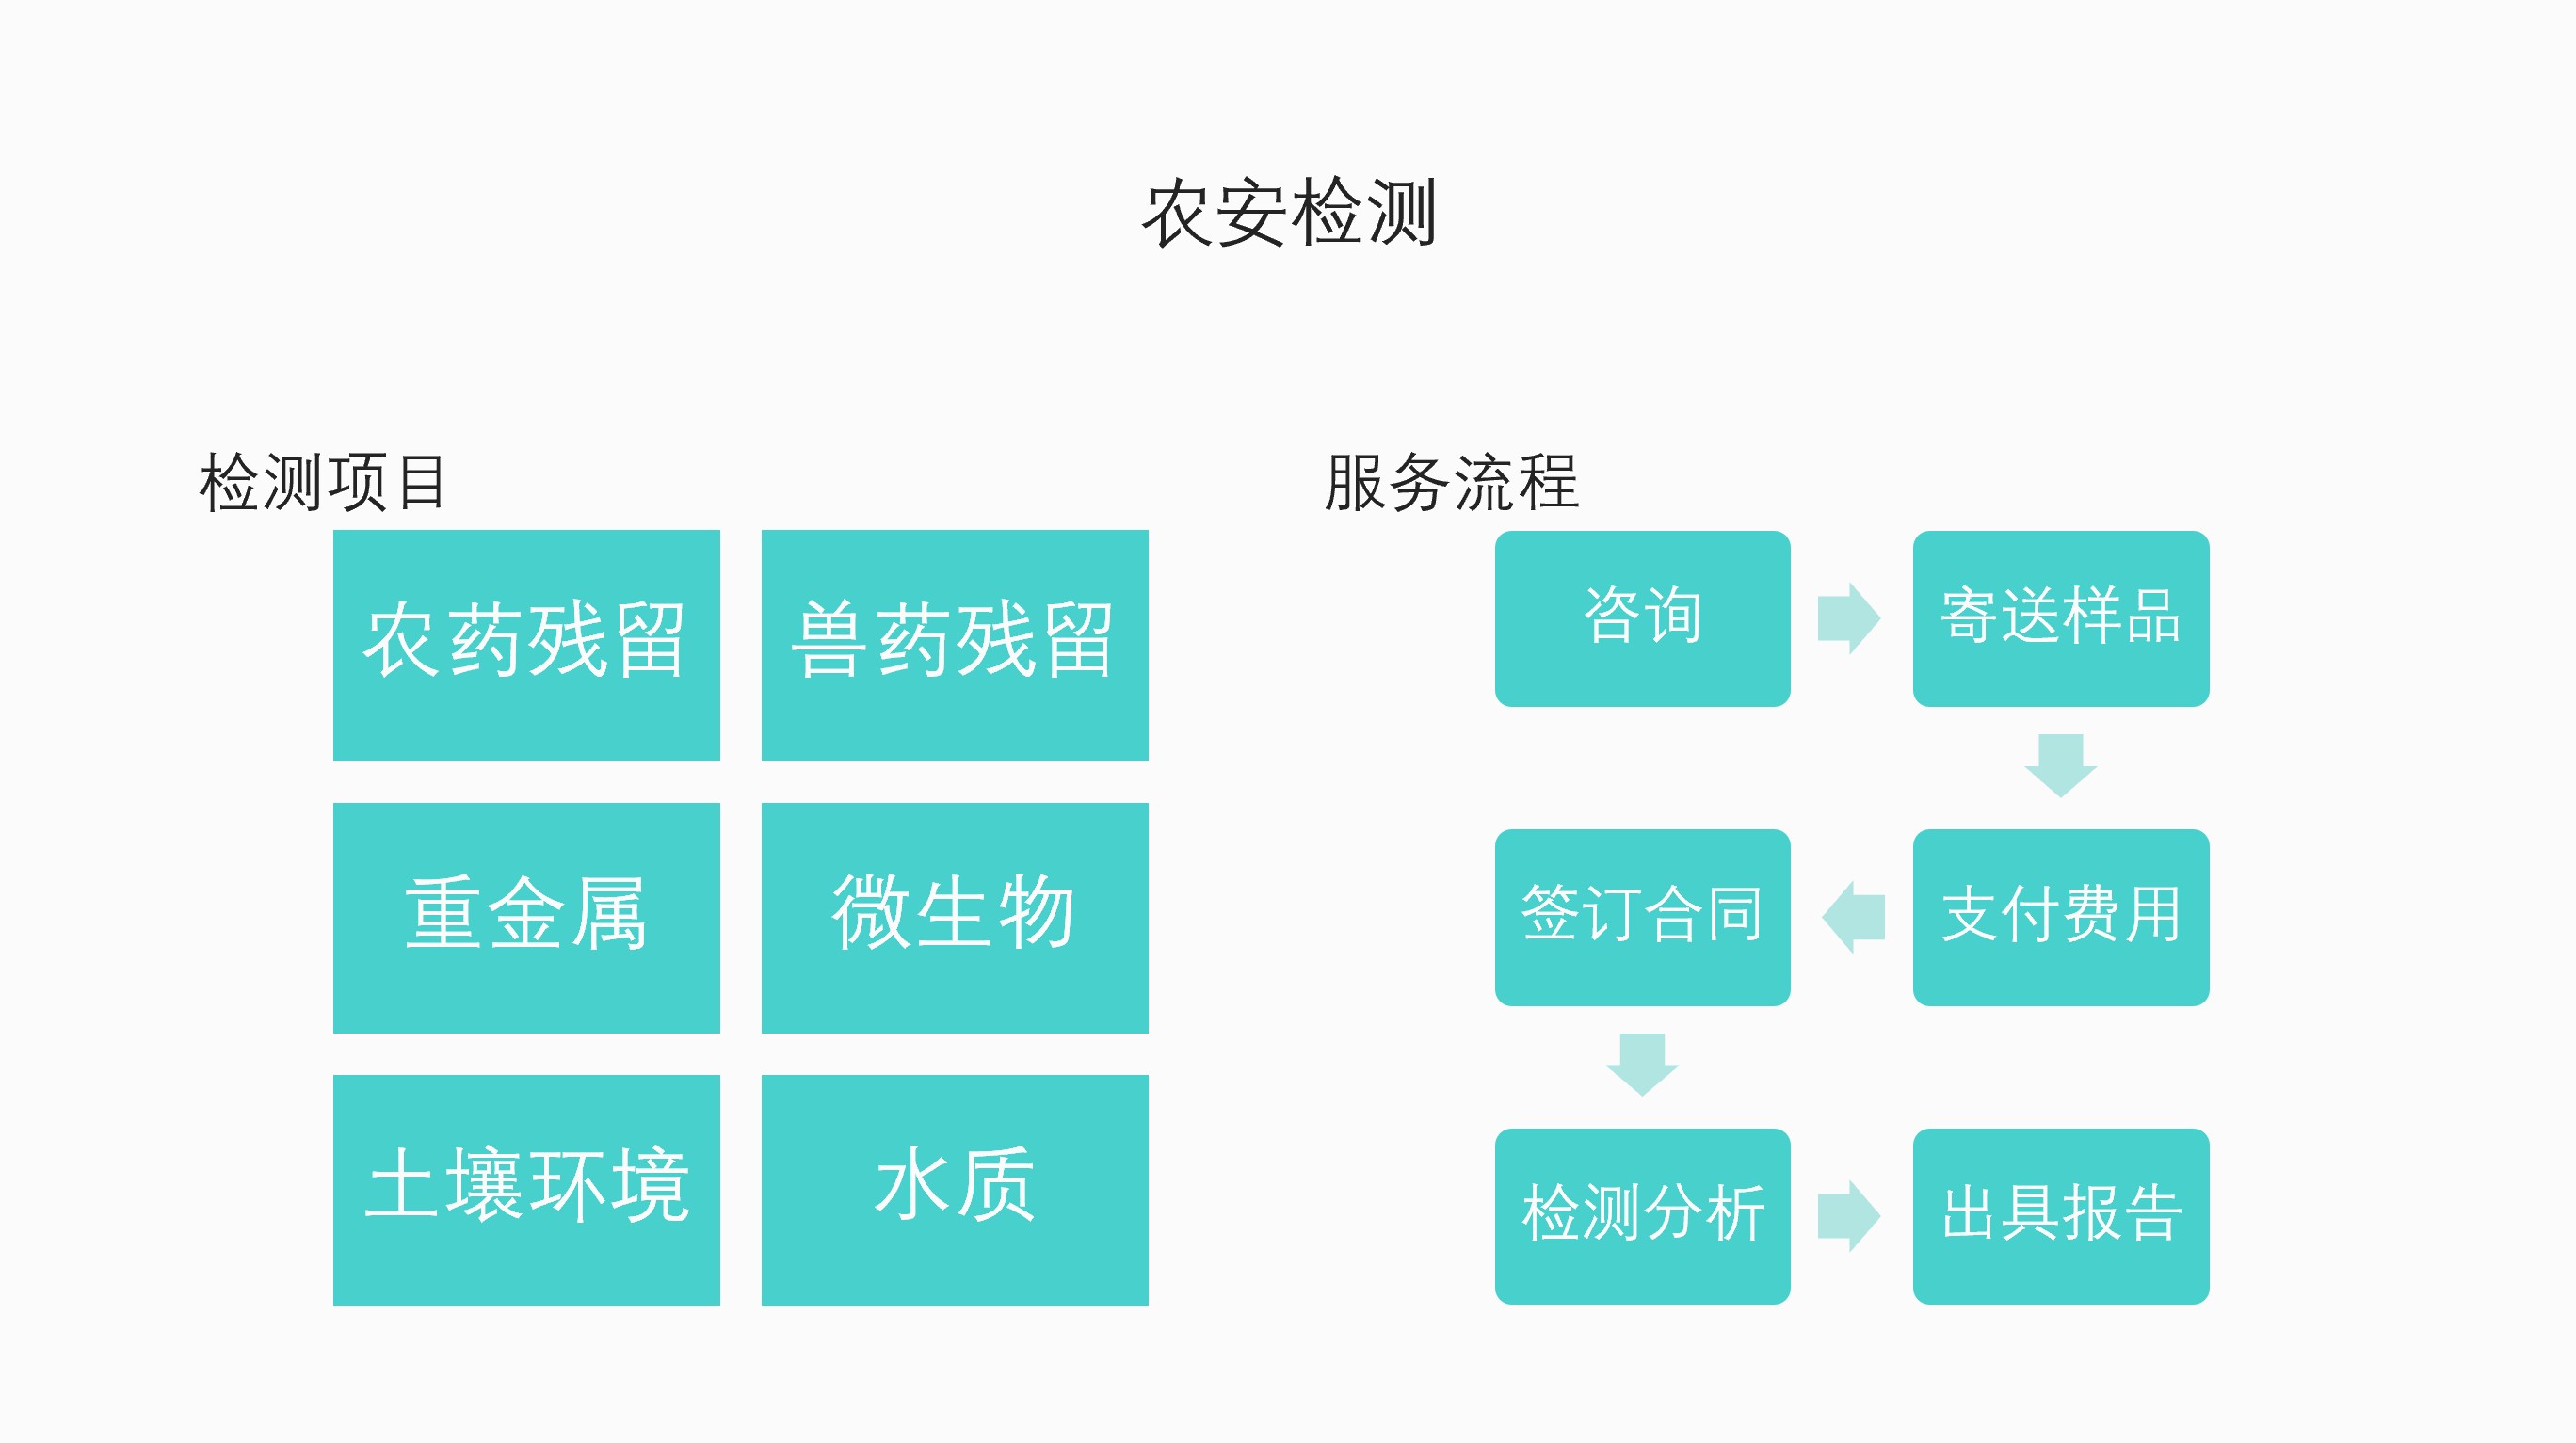 农安检测
检测项目
农药残留
兽药残留
重金属
微生物
土壤环境
水质
服务流程
咨询
寄送样品
支付费用
签订合同
检测分析
出具报告